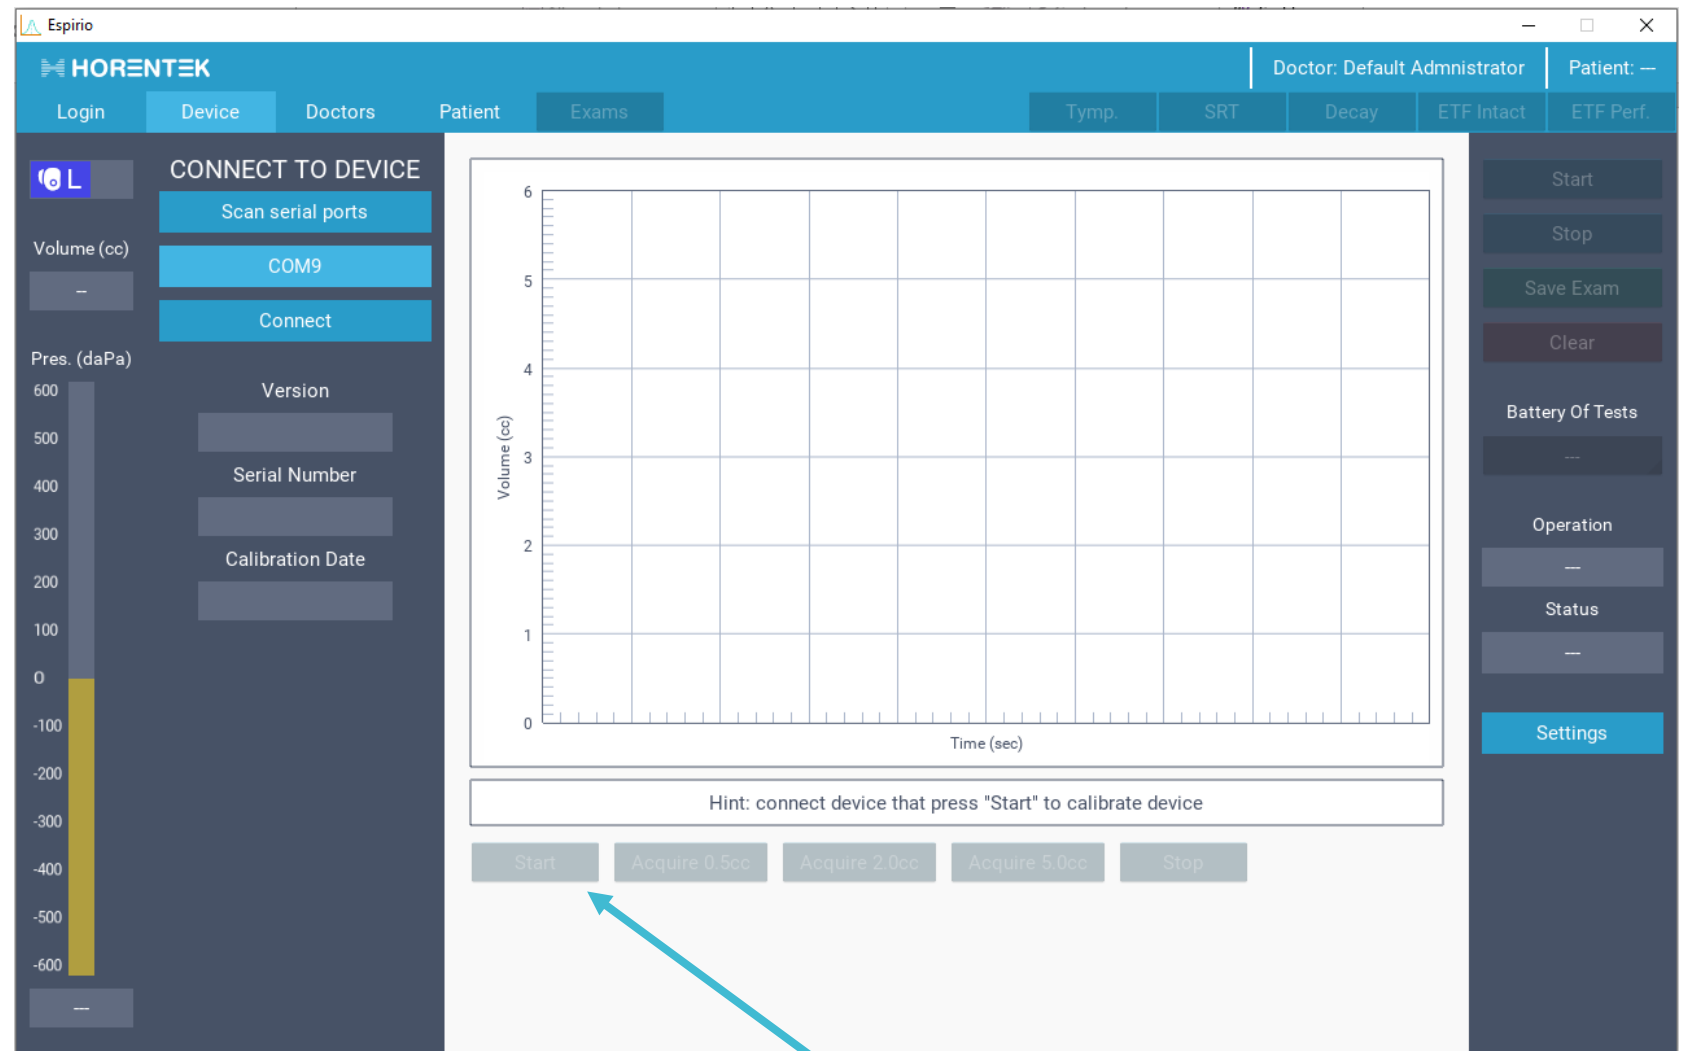 Espirio
HORENTEK
Doctor: Default Admnistrator
Patient: ---
Login
Device
Doctors
Patient
Exams
Tymp.
SRT
Decay
ETF Intact
ETF Perf.
L
Volume (cc)
--
Pres. (daPa)
600
500
400
300
200
100
0
-100
-200
-300
-400
-500
-600
---
CONNECT TO DEVICE
Scan serial ports
COM9
Connect
Version
Serial Number
Calibration Date
6
5
4
3
2
1
0
Volume (cc)
Time (sec)
Hint: connect device that press "Start" to calibrate device
Start
Acquire 0.5cc
Acquire 2.0cc
Acquire 5.0cc
Stop
Start
Stop
Save Exam
Clear
Battery Of Tests
---
Operation
---
Status
---
Settings